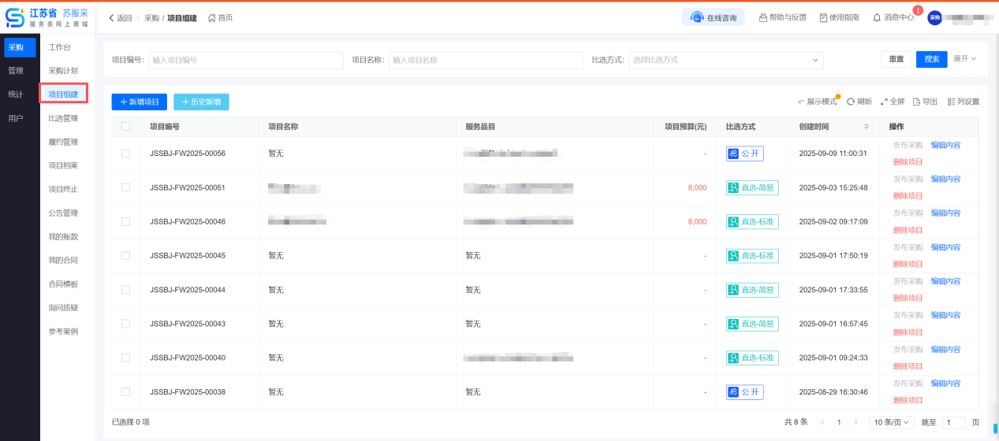 江苏省 苏服采
服务类网上商城
返回 采购 / 项目组建 首页
在线咨询 帮助与反馈 使用指南 消息中心 1 采购
采购
管理
统计
用户
工作台
采购计划
项目组建
比选管理
履约管理
项目档案
项目终止
公告管理
我的账款
我的合同
合同模板
询问质疑
参考案例
项目编号: 输入项目编号 项目名称: 输入项目名称 比选方式: 选择比选方式 重置 搜索 展开
+ 新增项目 + 历史新增 展示模式 刷新 全屏 导出 列设置
项目编号 项目名称 服务品目 项目预算(元) 比选方式 创建时间 操作
JSSBJ-FW2025-00056 暂无 - 公开 2025-09-09 11:00:31 发布采购 编辑内容
删除项目
JSSBJ-FW2025-00051 8,000 直选-简易 2025-09-03 15:25:48 发布采购 编辑内容
删除项目
JSSBJ-FW2025-00046 8,000 直选-标准 2025-09-02 09:17:09 发布采购 编辑内容
删除项目
JSSBJ-FW2025-00045 暂无 暂无 - 直选-标准 2025-09-01 17:50:19 发布采购 编辑内容
删除项目
JSSBJ-FW2025-00044 暂无 暂无 - 直选-简易 2025-09-01 17:33:55 发布采购 编辑内容
删除项目
JSSBJ-FW2025-00043 暂无 暂无 - 直选-简易 2025-09-01 16:57:45 发布采购 编辑内容
删除项目
JSSBJ-FW2025-00040 暂无 - 直选-标准 2025-09-01 09:24:33 发布采购 编辑内容
删除项目
JSSBJ-FW2025-00038 暂无 暂无 - 公开 2025-08-29 16:30:46 发布采购 编辑内容
删除项目
已选择 0 项 共 8 条 1 10 条/页 跳至 1 页